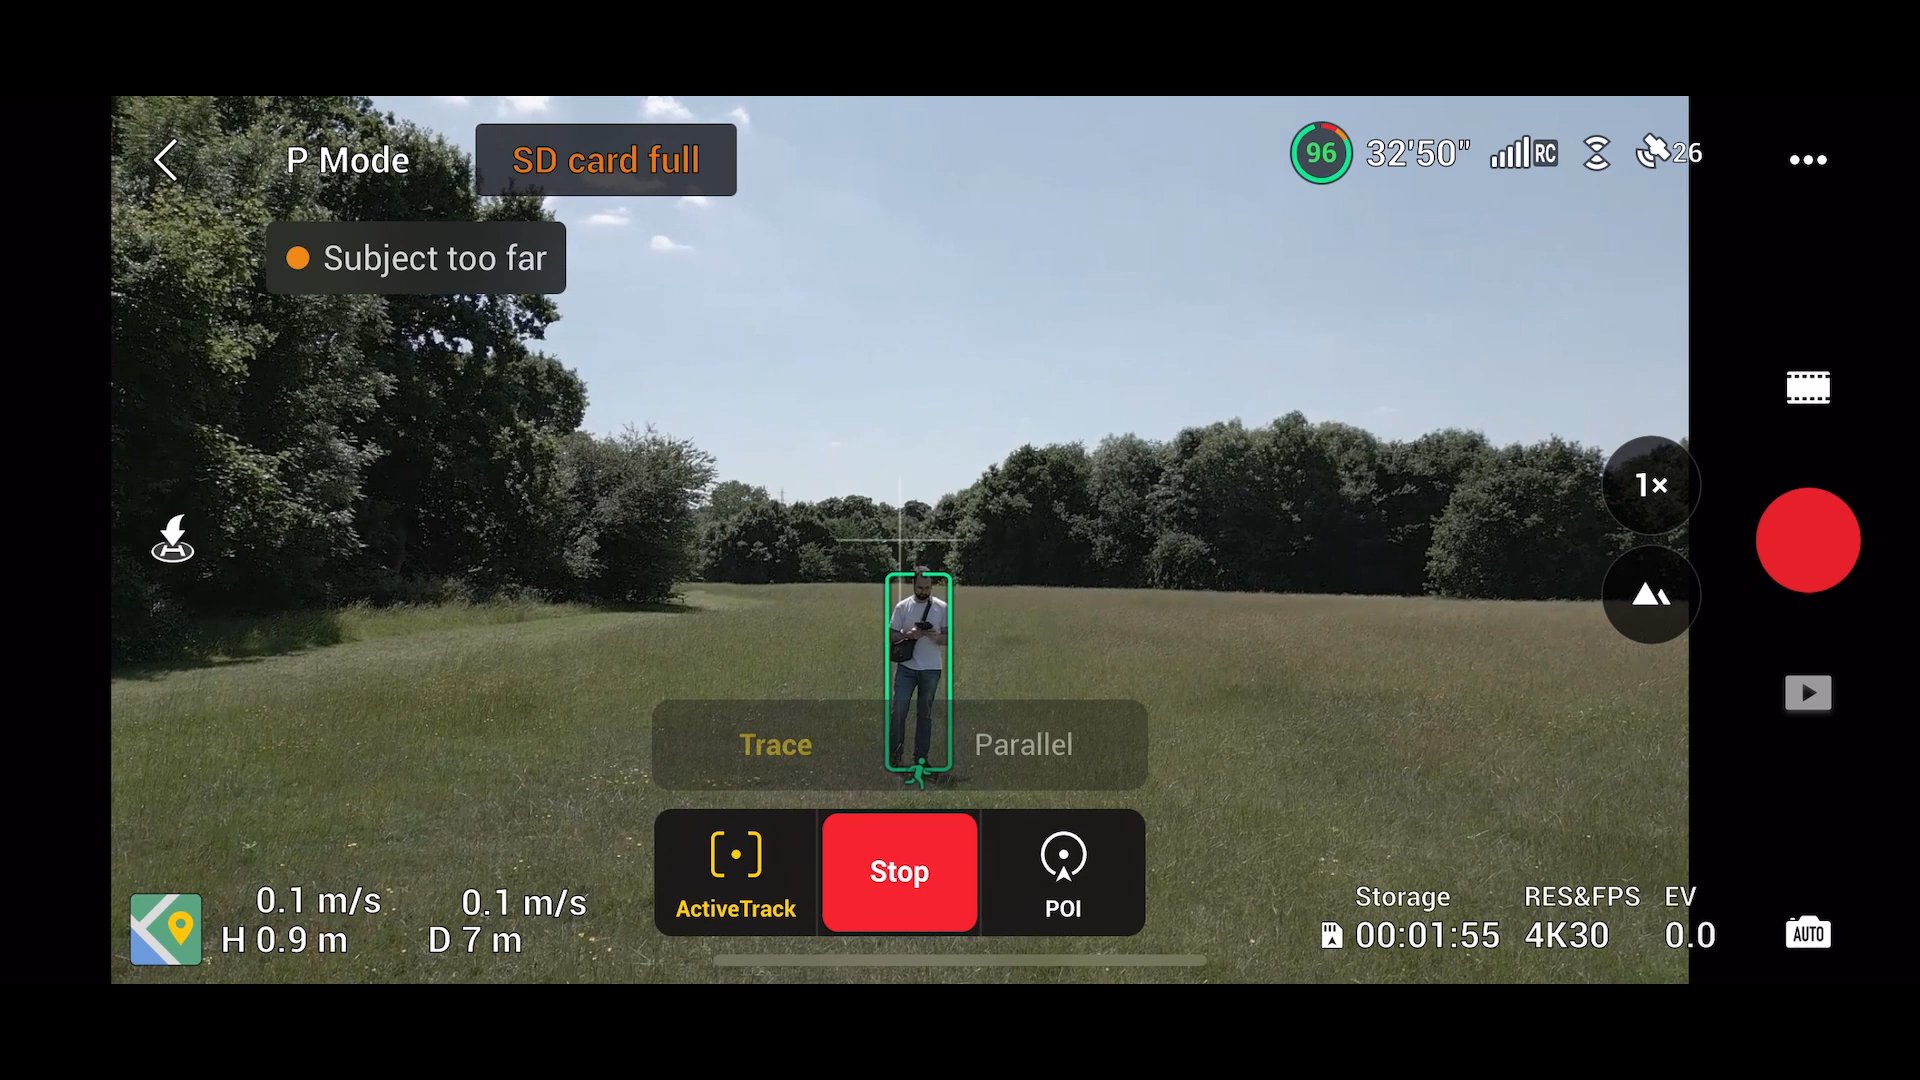 P Mode
SD card full
96
32'50"
RC
26
Subject too far
1×
Trace
Parallel
ActiveTrack
Stop
POI
0.1 m/s
0.1 m/s
H 0.9 m
D 7 m
Storage
RES&FPS
EV
00:01:55
4K30
0.0
AUTO